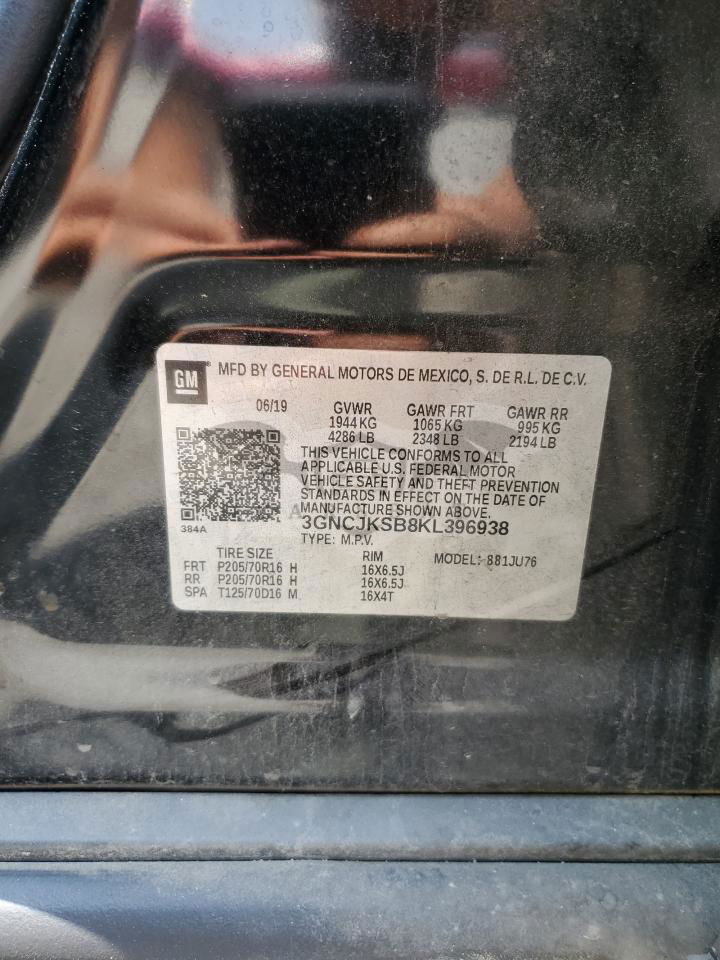 GM
MFD BY GENERAL MOTORS DE MEXICO, S. DE R.L. DE C.V.
06/19 GVWR GAWR FRT GAWR RR
1944 KG 1065 KG 995 KG
4286 LB 2348 LB 2194 LB
THIS VEHICLE CONFORMS TO ALL
APPLICABLE U.S. FEDERAL MOTOR
VEHICLE SAFETY AND THEFT PREVENTION
STANDARDS IN EFFECT ON THE DATE OF
MANUFACTURE SHOWN ABOVE.
384A
3GNCJKSB8KL396938
TYPE: M.P.V. MODEL: 881JU76
TIRE SIZE RIM
FRT P205/70R16 H 16X6.5J
RR P205/70R16 H 16X6.5J
SPA T125/70D16 M 16X4T